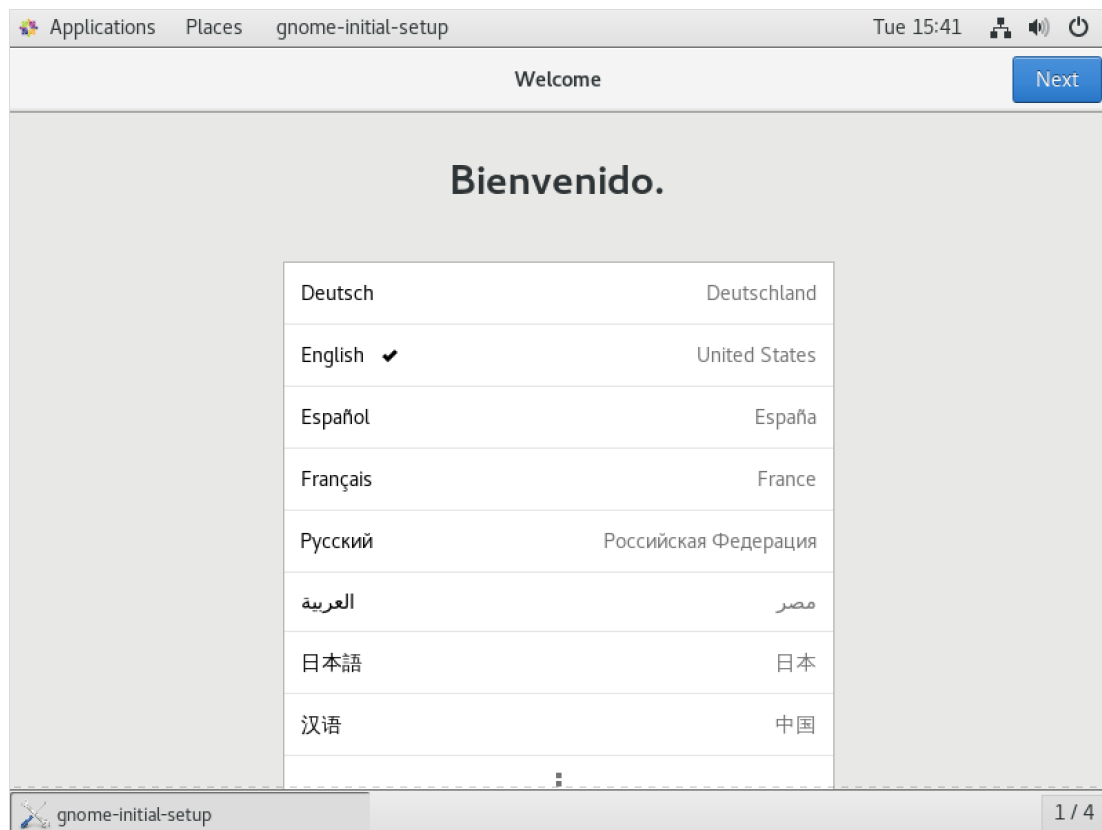 Applications Places gnome-initial-setup Tue 15:41
Welcome Next
Bienvenido.
Deutsch Deutschland
English United States
Español España
Français France
Русский Российская Федерация
العربية مصر
日本語 日本
汉语 中国
gnome-initial-setup 1 / 4